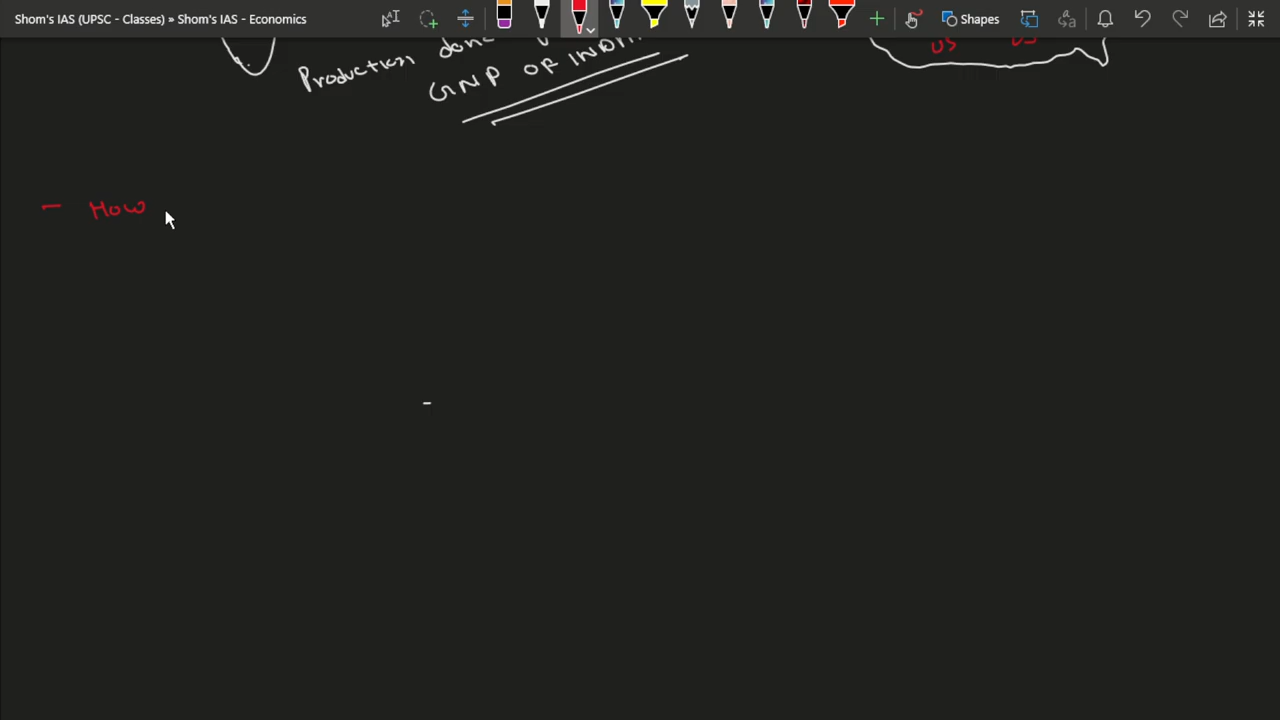 Shom's IAS (UPSC - Classes) » Shom's IAS - Economics
Shapes
Production done
GNP OF INDIA
US US
- How